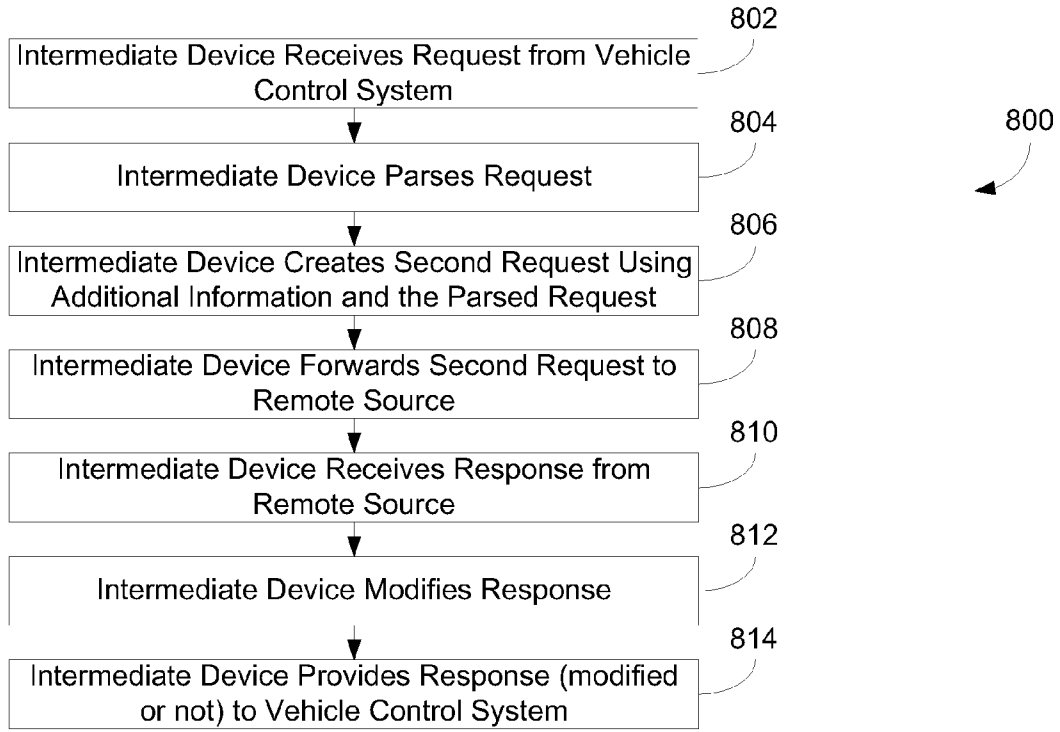 802
Intermediate Device Receives Request from Vehicle
Control System
804
800
Intermediate Device Parses Request
806
Intermediate Device Creates Second Request Using
Additional Information and the Parsed Request
808
Intermediate Device Forwards Second Request to
Remote Source
810
Intermediate Device Receives Response from
Remote Source
812
Intermediate Device Modifies Response
814
Intermediate Device Provides Response (modified
or not) to Vehicle Control System